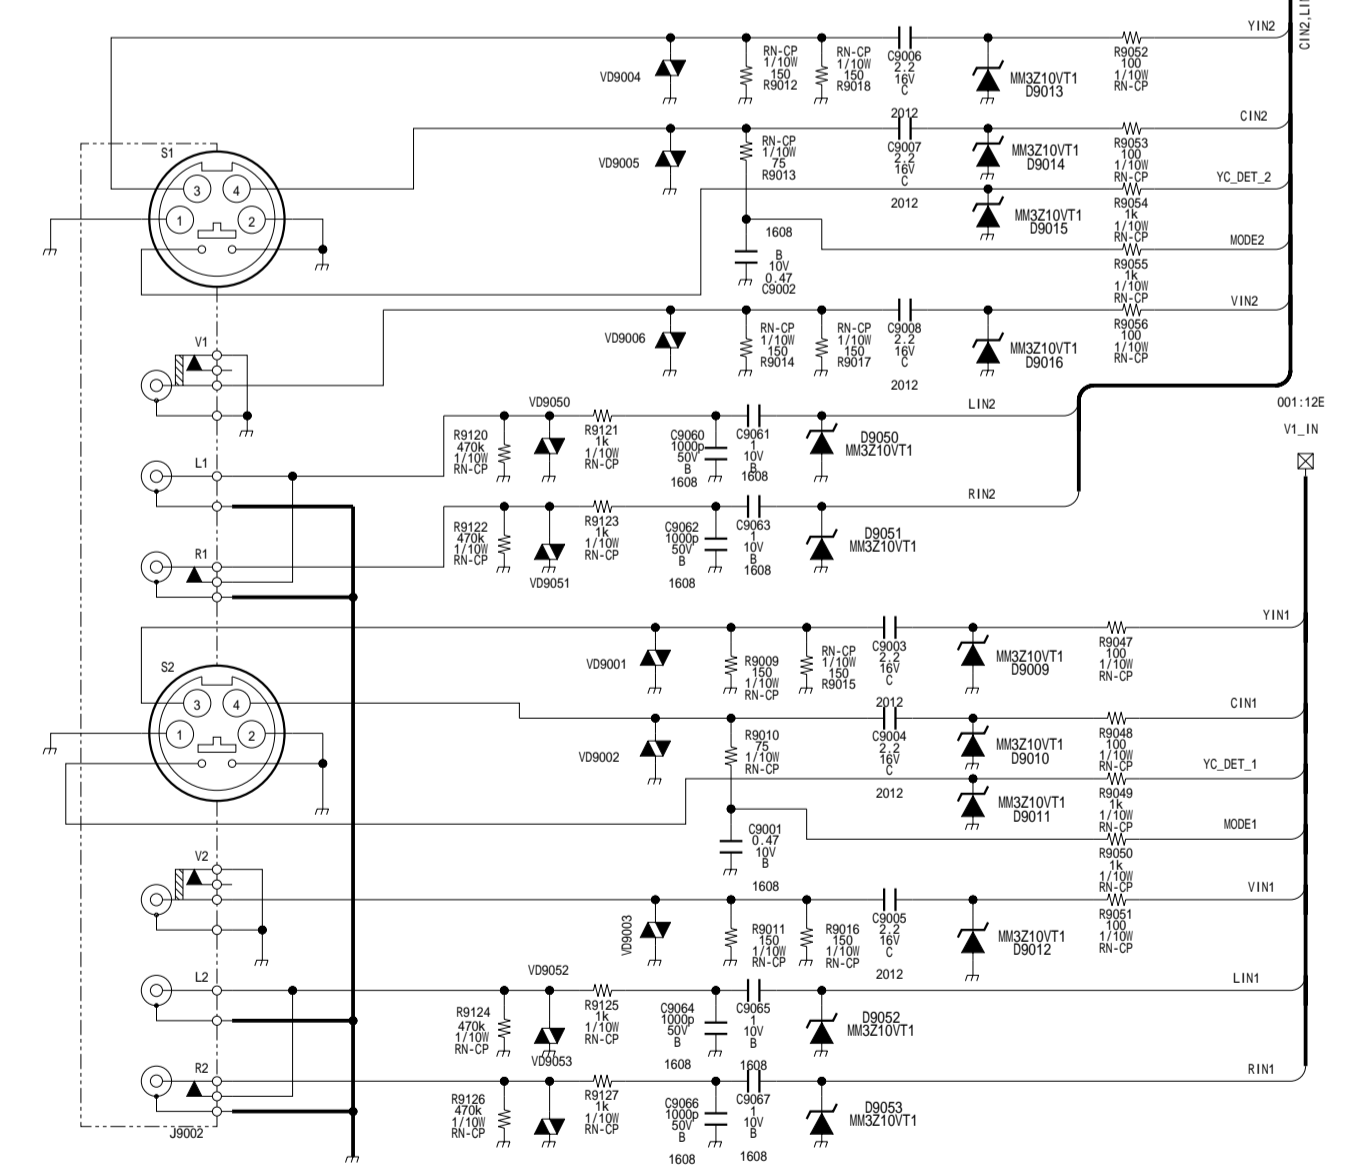 YIN2
CIN2,LI
VD9004
RN-CP
1/10W
150
R9012
RN-CP
1/10W
150
R9018
C9006
2.2
16V
C
2012
MM3Z10VT1
D9013
R9052
100
1/10W
RN-CP
CIN2
S1
3
4
1
2
VD9005
RN-CP
1/10W
75
R9013
C9007
2.2
16V
C
2012
MM3Z10VT1
D9014
R9053
100
1/10W
RN-CP
YC_DET_2
MM3Z10VT1
D9015
R9054
1k
1/10W
RN-CP
MODE2
1608
B
10V
0.47
C9002
R9055
1k
1/10W
RN-CP
VIN2
V1
VD9006
RN-CP
1/10W
150
R9014
RN-CP
1/10W
150
R9017
C9008
2.2
16V
C
2012
MM3Z10VT1
D9016
R9056
100
1/10W
RN-CP
LIN2
001:12E
V1_IN
L1
R9120
470k
1/10W
RN-CP
VD9050
R9121
1k
1/10W
RN-CP
C9060
1000p
50V
B
1608
C9061
1
10V
B
1608
D9050
MM3Z10VT1
RIN2
R1
R9122
470k
1/10W
RN-CP
VD9051
R9123
1k
1/10W
RN-CP
C9062
1000p
50V
B
1608
C9063
1
10V
B
1608
D9051
MM3Z10VT1
YIN1
S2
3
4
1
2
VD9001
R9009
150
1/10W
RN-CP
RN-CP
1/10W
150
R9015
C9003
2.2
16V
C
2012
MM3Z10VT1
D9009
R9047
100
1/10W
RN-CP
CIN1
VD9002
R9010
75
1/10W
RN-CP
C9004
2.2
16V
C
2012
MM3Z10VT1
D9010
R9048
100
1/10W
RN-CP
YC_DET_1
MM3Z10VT1
D9011
R9049
1k
1/10W
RN-CP
MODE1
C9001
0.47
10V
B
1608
R9050
1k
1/10W
RN-CP
VIN1
V2
VD9003
R9011
150
1/10W
RN-CP
R9016
150
1/10W
RN-CP
C9005
2.2
16V
C
2012
MM3Z10VT1
D9012
R9051
100
1/10W
RN-CP
LIN1
L2
R9124
470k
1/10W
RN-CP
VD9052
R9125
1k
1/10W
RN-CP
C9064
1000p
50V
B
1608
C9065
1
10V
B
1608
D9052
MM3Z10VT1
RIN1
R2
R9126
470k
1/10W
RN-CP
VD9053
R9127
1k
1/10W
RN-CP
C9066
1000p
50V
B
1608
C9067
1
10V
B
1608
D9053
MM3Z10VT1
J9002